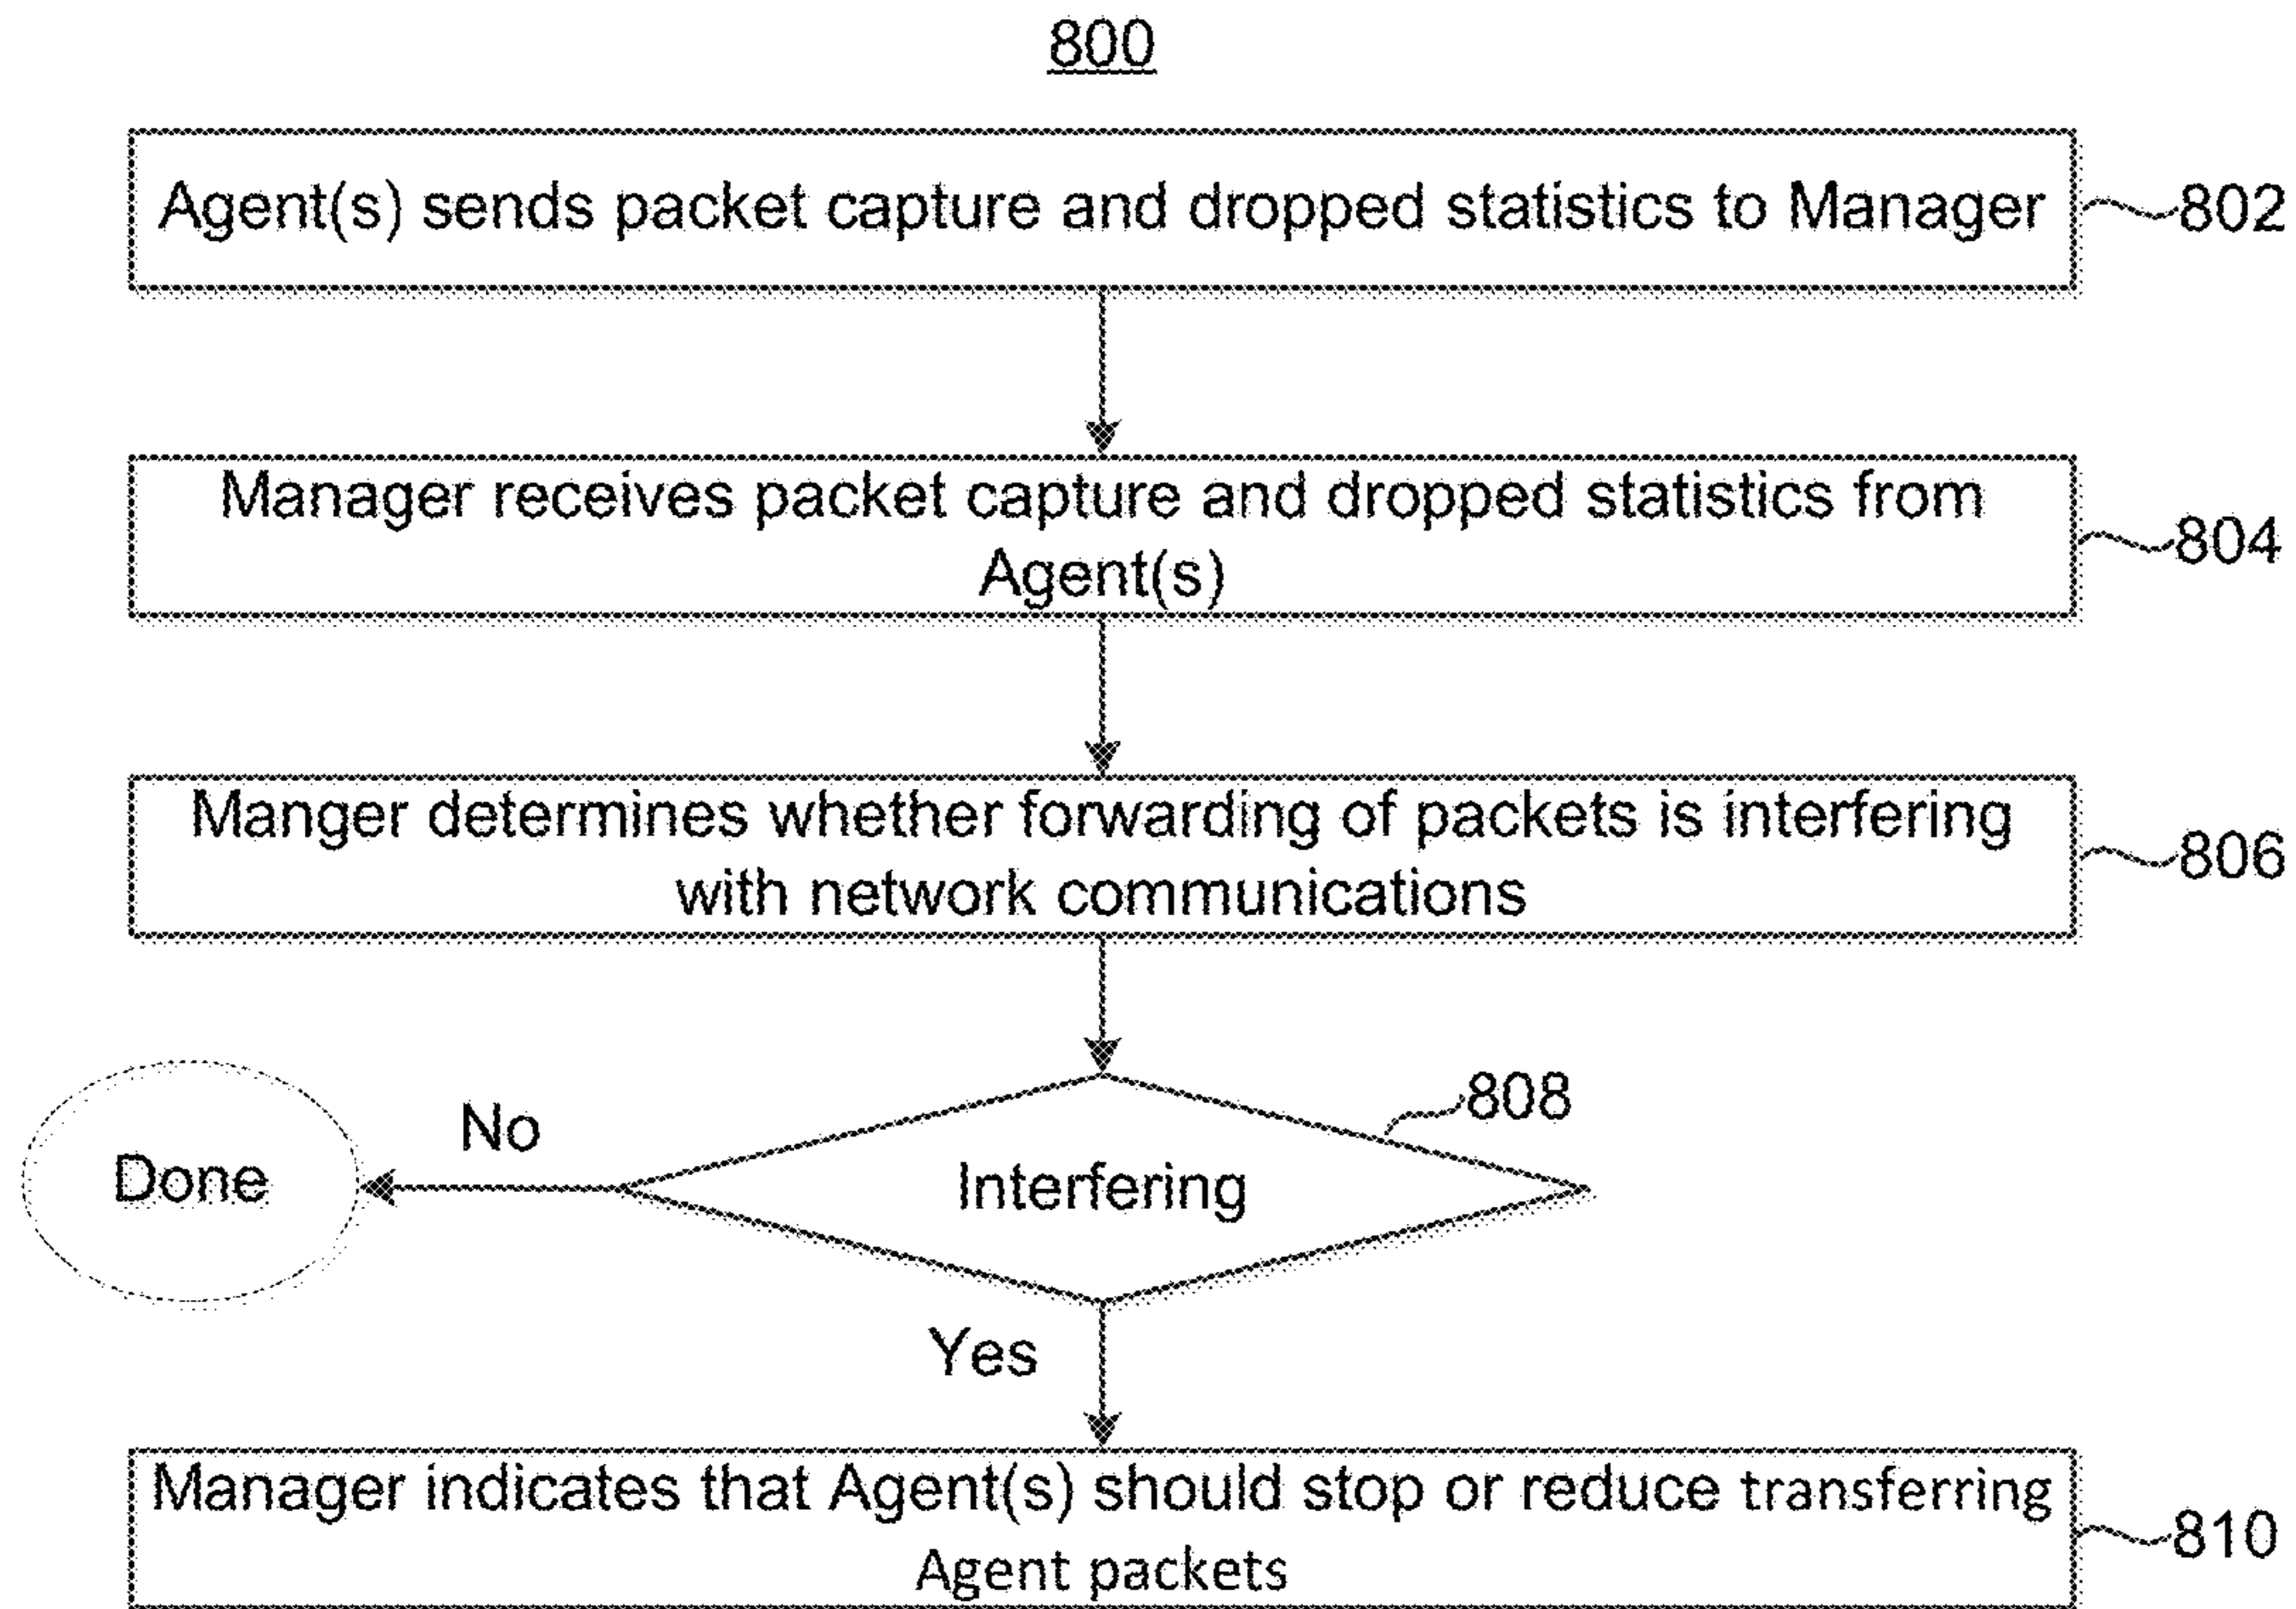 800
Agent(s) sends packet capture and dropped statistics to Manager
802
Manager receives packet capture and dropped statistics from
Agent(s)
804
Manger determines whether forwarding of packets is interfering
with network communications
806
808
No
Done
Interfering
Yes
Manager indicates that Agent(s) should stop or reduce transferring
Agent packets
810